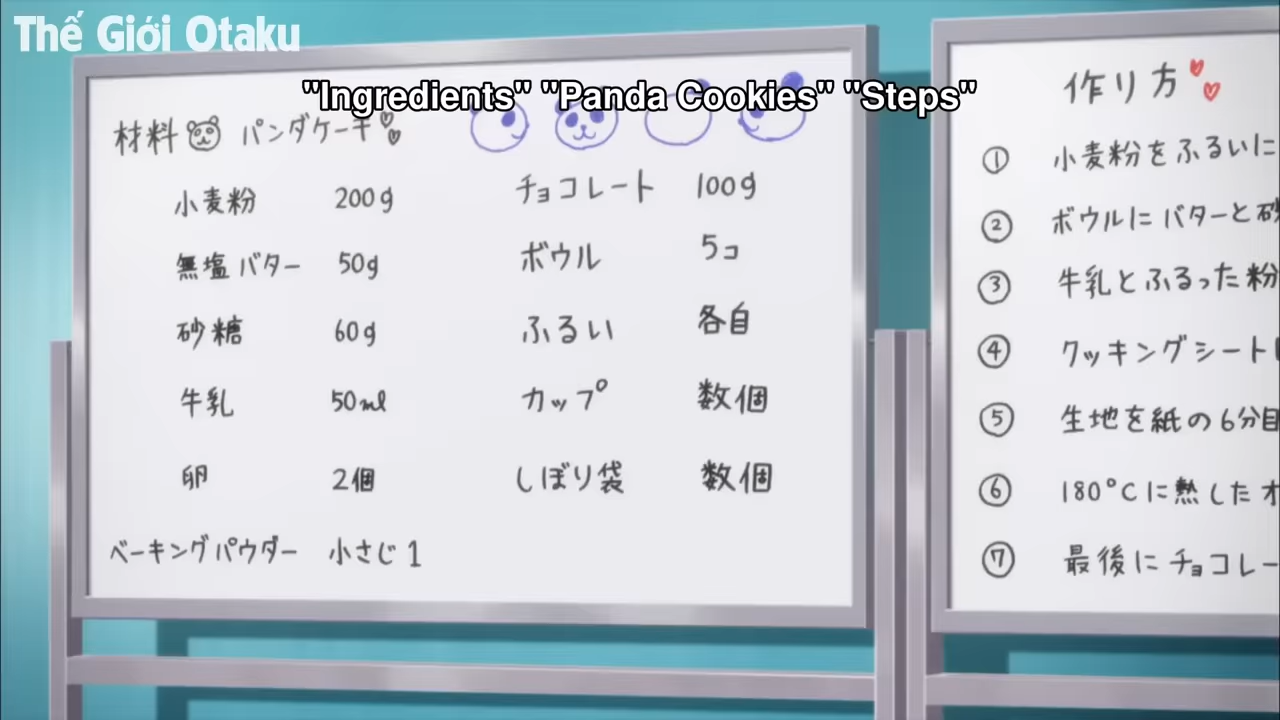 Thế Giới Otaku
"Ingredients" "Panda Cookies" "Steps"
材料 パンダケーキ
小麦粉 200g
無塩バター 50g
砂糖 60g
牛乳 50ml
卵 2個
ベーキングパウダー 小さじ1
チョコレート 100g
ボウル 5コ
ふるい 各自
カップ 数個
しぼり袋 数個
作り方
① 小麦粉をふるいに
② ボウルにバターと砂
③ 牛乳とふるった粉
④ クッキングシート
⑤ 生地を紙の6分目
⑥ 180°Cに熱したオ
⑦ 最後にチョコレー